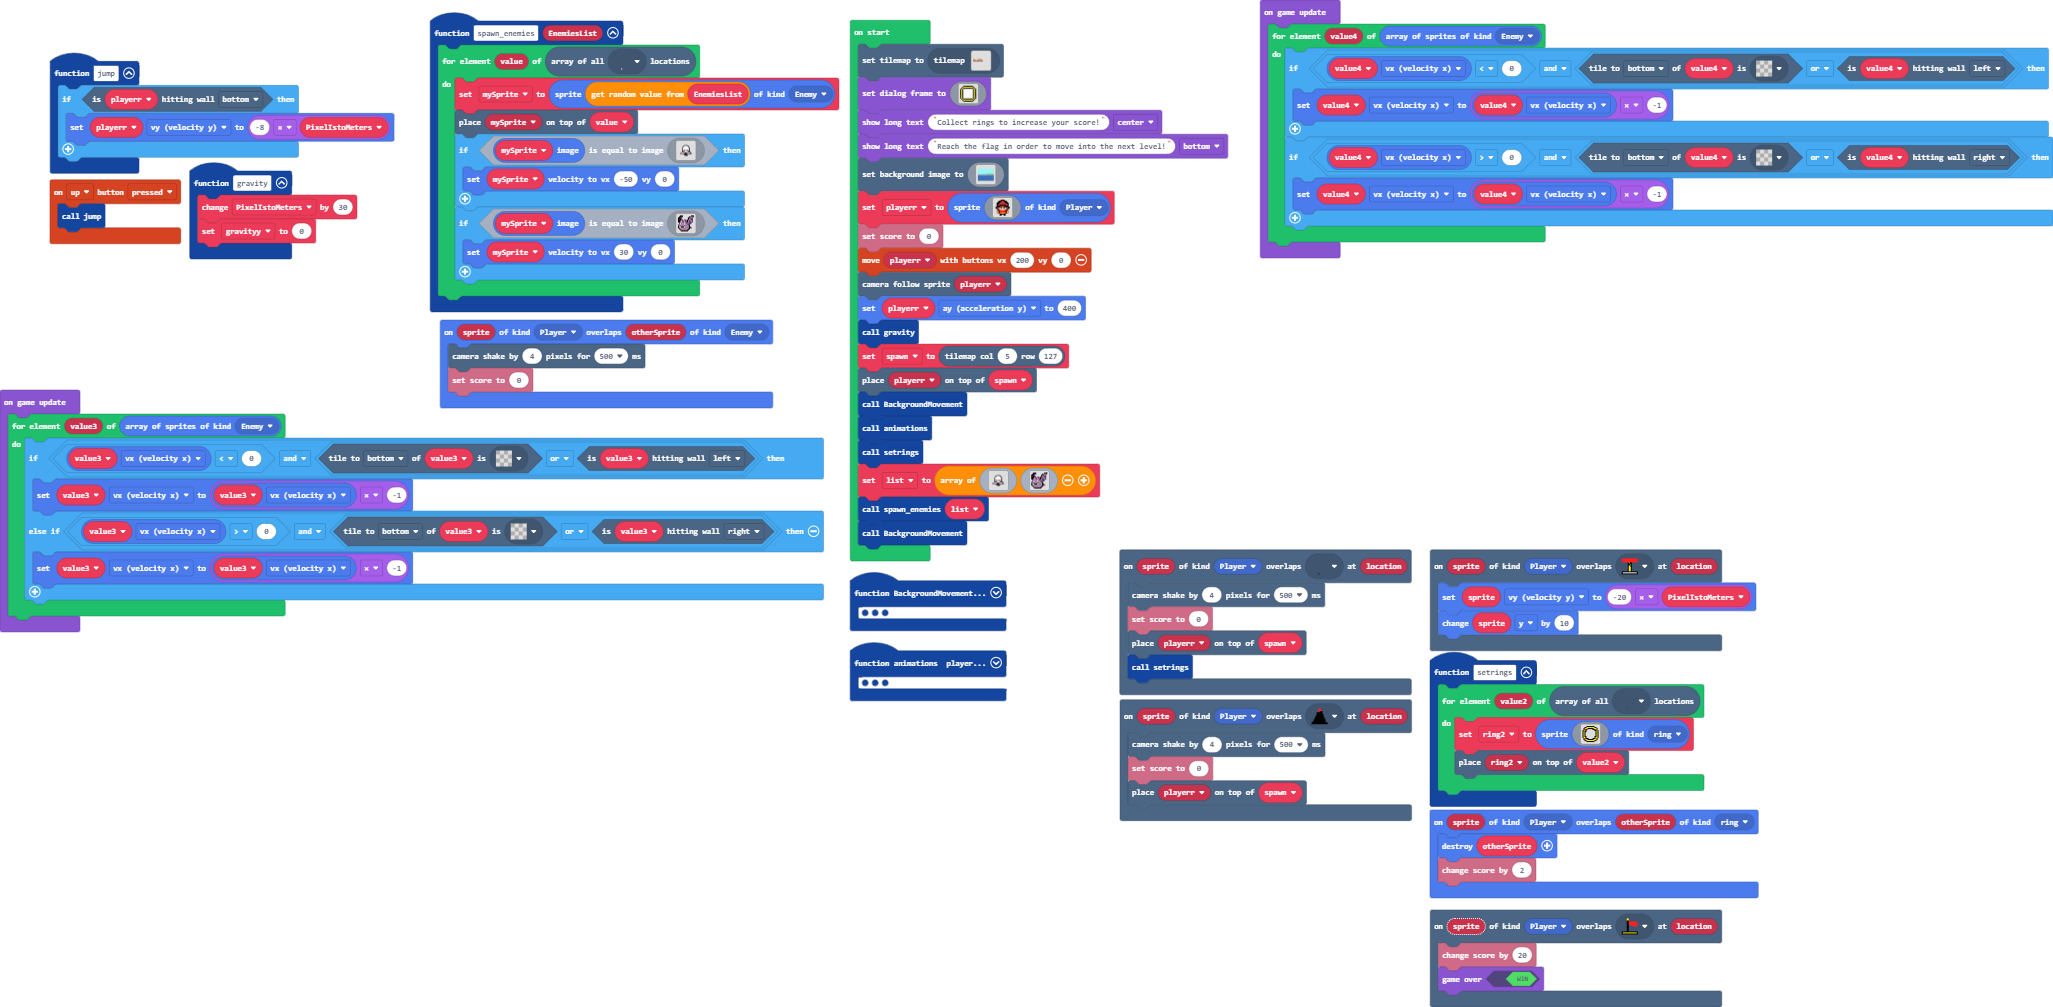 function jump
if is playerr hitting wall bottom then
set playerr vy (velocity y) to -8 × PixelIstoMeters
on up button pressed
call jump
function gravity
change PixelIstoMeters by 30
set gravityy to 0
function spawn_enemies EnemiesList
for element value of array of all locations
do
set mySprite to sprite get random value from EnemiesList of kind Enemy
place mySprite on top of value
if mySprite image is equal to image then
set mySprite velocity to vx -50 vy 0
if mySprite image is equal to image then
set mySprite velocity to vx 30 vy 0
on sprite of kind Player overlaps otherSprite of kind Enemy
camera shake by 4 pixels for 500 ms
set score to 0
on game update
for element value3 of array of sprites of kind Enemy
do
if value3 vx (velocity x) < 0 and tile to bottom of value3 is or is value3 hitting wall left then
set value3 vx (velocity x) to value3 vx (velocity x) × -1
else if value3 vx (velocity x) > 0 and tile to bottom of value3 is or is value3 hitting wall right then
set value3 vx (velocity x) to value3 vx (velocity x) × -1
on start
set tilemap to tilemap
set dialog frame to
show long text "Collect rings to increase your score!" center
show long text "Reach the flag in order to move into the next level!" bottom
set background image to
set playerr to sprite of kind Player
set score to 0
move playerr with buttons vx 200 vy 0
camera follow sprite playerr
set playerr ay (acceleration y) to 400
call gravity
set spawn to tilemap col 5 row 127
place playerr on top of spawn
call BackgroundMovement
call animations
call setrings
set list to array of
call spawn_enemies list
call BackgroundMovement
function BackgroundMovement...
function animations player...
on game update
for element value4 of array of sprites of kind Enemy
do
if value4 vx (velocity x) < 0 and tile to bottom of value4 is or is value4 hitting wall left then
set value4 vx (velocity x) to value4 vx (velocity x) × -1
if value4 vx (velocity x) > 0 and tile to bottom of value4 is or is value4 hitting wall right then
set value4 vx (velocity x) to value4 vx (velocity x) × -1
on sprite of kind Player overlaps at location
camera shake by 4 pixels for 500 ms
set score to 0
place playerr on top of spawn
call setrings
on sprite of kind Player overlaps at location
camera shake by 4 pixels for 500 ms
set score to 0
place playerr on top of spawn
on sprite of kind Player overlaps at location
set sprite vy (velocity y) to -20 × PixelIstoMeters
change sprite y by 10
function setrings
for element value2 of array of all locations
do
set ring2 to sprite of kind ring
place ring2 on top of value2
on sprite of kind Player overlaps otherSprite of kind ring
destroy otherSprite
change score by 2
on sprite of kind Player overlaps at location
change score by 20
game over WIN